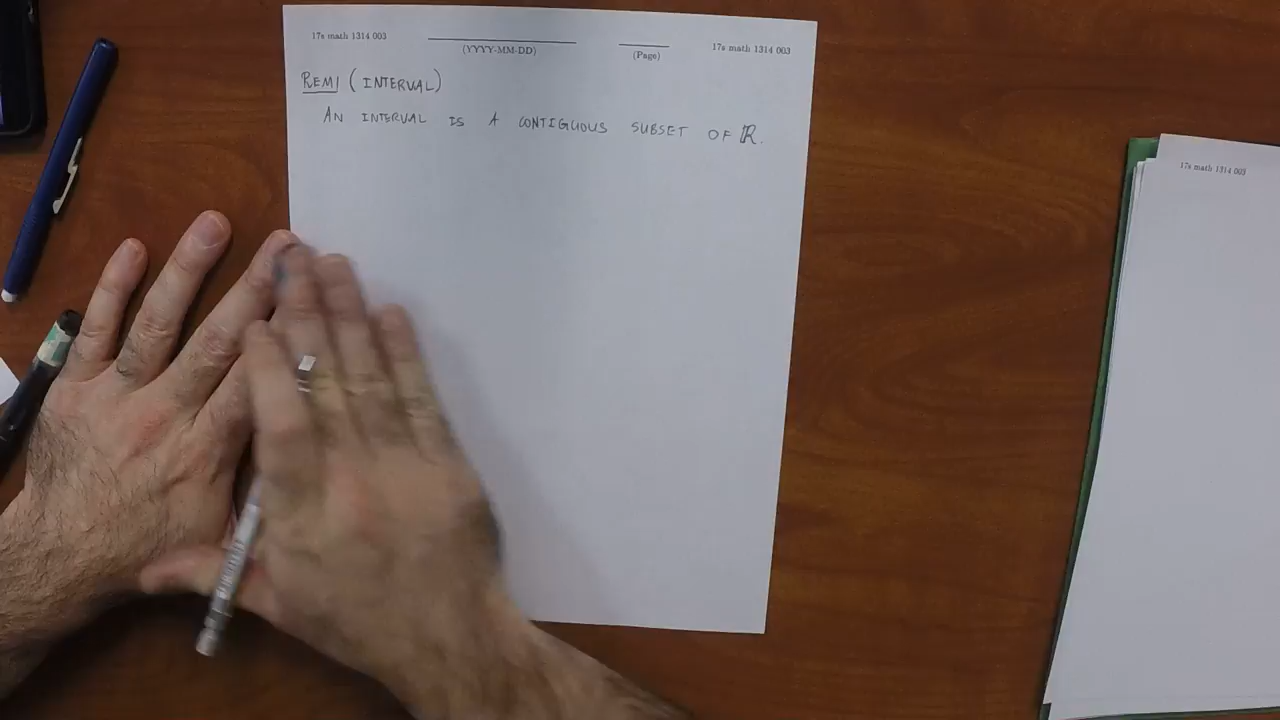 17s math 1314 003 (YYYY-MM-DD) (Page) 17s math 1314 003
REM| (INTERVAL)
AN INTERVAL IS A CONTIGUOUS SUBSET OF ℝ.
17s math 1314 003